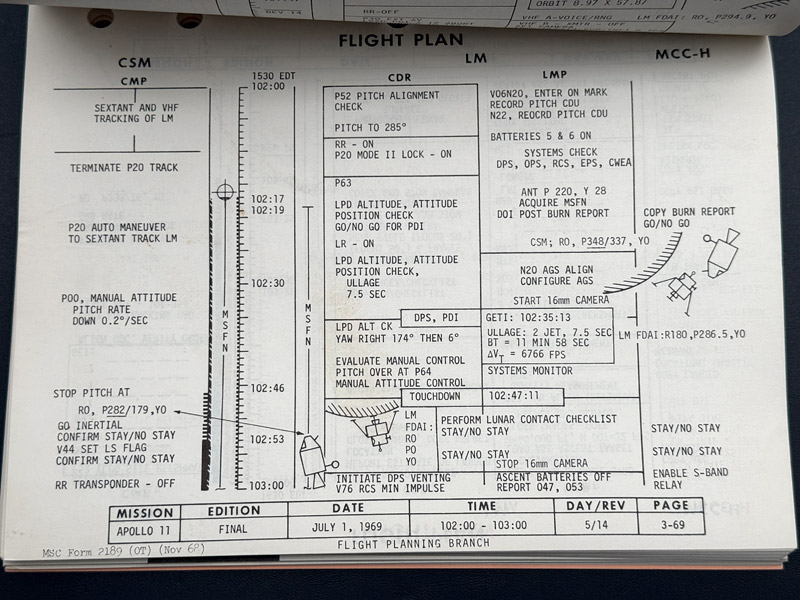 RR-OFF
ORBIT 8.97 X 57.87
VHF A-VOICE/RNG
LM FDAI: RO, P294.9, YO
FLIGHT PLAN
CSM
LM
MCC-H
CMP
1530 EDT
CDR
LMP
102:00
SEXTANT AND VHF
TRACKING OF LM
TERMINATE P20 TRACK
P20 AUTO MANEUVER
TO SEXTANT TRACK LM
P00, MANUAL ATTITUDE
PITCH RATE
DOWN 0.2°/SEC
STOP PITCH AT
RO, P282/179,YO
GO INERTIAL
CONFIRM STAY/NO STAY
V44 SET LS FLAG
CONFIRM STAY/NO STAY
RR TRANSPONDER - OFF
MSFN
102:17
102:19
102:30
102:46
102:53
103:00
MSFN
P52 PITCH ALIGNMENT
CHECK
PITCH TO 285°
RR - ON
P20 MODE II LOCK - ON
P63
LPD ALTITUDE, ATTITUDE
POSITION CHECK
GO/NO GO FOR PDI
LR - ON
LPD ALTITUDE, ATTITUDE
POSITION CHECK,
ULLAGE
7.5 SEC
DPS, PDI
LPD ALT CK
YAW RIGHT 174° THEN 6°
EVALUATE MANUAL CONTROL
PITCH OVER AT P64
MANUAL ATTITUDE CONTROL
TOUCHDOWN
102:47:11
LM
FDAI:
RO
PO
YO
INITIATE DPS VENTING
V76 RCS MIN IMPULSE
V06N20, ENTER ON MARK
RECORD PITCH CDU
N22, REOCRD PITCH CDU
BATTERIES 5 & 6 ON
SYSTEMS CHECK
DPS, OPS, RCS, EPS, CWEA
ANT P 220, Y 28
ACQUIRE MSFN
DOI POST BURN REPORT
CSM; RO, P348/337, YO
N20 AGS ALIGN
CONFIGURE AGS
START 16mm CAMERA
GETI: 102:35:13
ULLAGE: 2 JET, 7.5 SEC
BT = 11 MIN 58 SEC
ΔVT = 6766 FPS
SYSTEMS MONITOR
PERFORM LUNAR CONTACT CHECKLIST
STAY/NO STAY
STAY/NO STAY
STOP 16mm CAMERA
ASCENT BATTERIES OFF
REPORT 047, 053
COPY BURN REPORT
GO/NO GO
LM FDAI:R180,P286.5,YO
STAY/NO STAY
STAY/NO STAY
ENABLE S-BAND
RELAY
MISSION
EDITION
DATE
TIME
DAY/REV
PAGE
APOLLO 11
FINAL
JULY 1, 1969
102:00 - 103:00
5/14
3-69
MSC Form 2189 (OT) (Nov 68)
FLIGHT PLANNING BRANCH